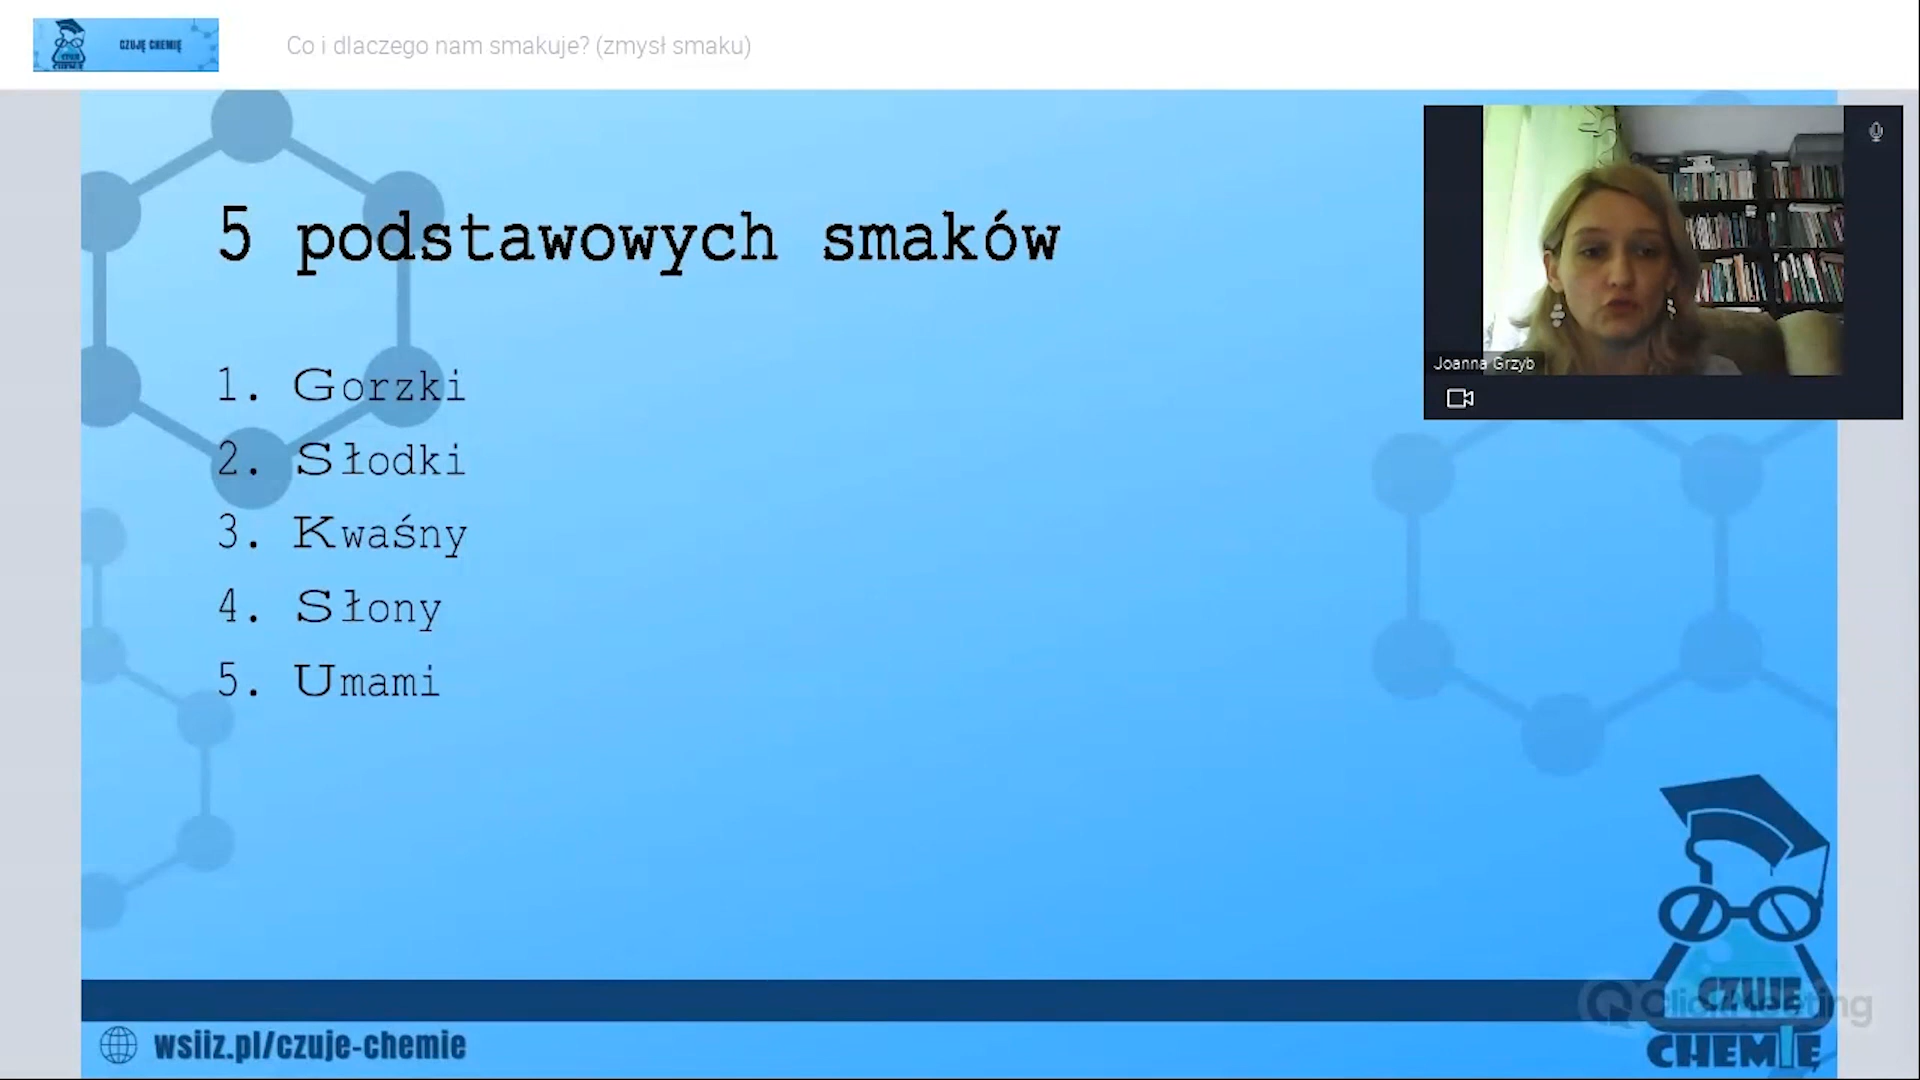 CZUJĘ CHEMIĘ
Co i dlaczego nam smakuje? (zmysł smaku)
5 podstawowych smaków
1. Gorzki
2. Słodki
3. Kwaśny
4. Słony
5. Umami
Joanna Grzyb
wsiiz.pl/czuje-chemie
CZUJĘ
CHEMIĘ
ClickMeeting